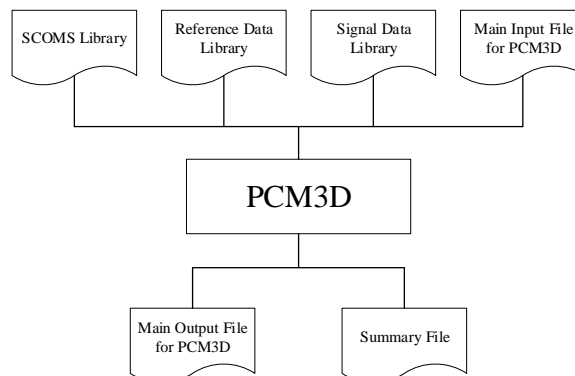 SCOMS Library
Reference Data
Library
Signal Data
Library
Main Input File
for PCM3D
PCM3D
Main Output File
for PCM3D
Summary File